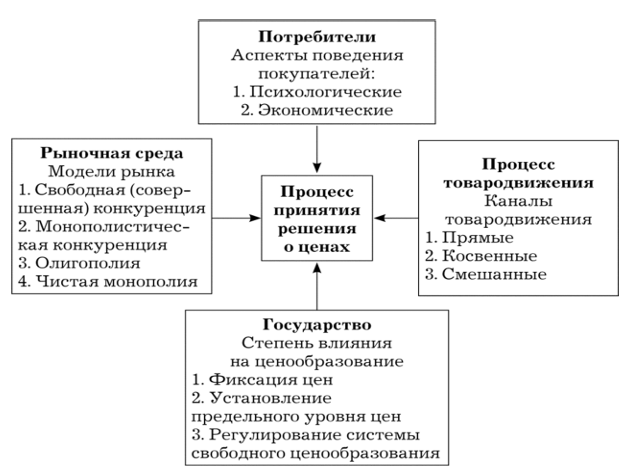 Потребители
Аспекты поведения
покупателей:
1. Психологические
2. Экономические
Рыночная среда
Модели рынка
1. Свободная (совер-
шенная) конкуренция
2. Монополистичес-
кая конкуренция
3. Олигополия
4. Чистая монополия
Процесс
принятия
решения
о ценах
Процесс
товародвижения
Каналы
товародвижения
1. Прямые
2. Косвенные
3. Смешанные
Государство
Степень влияния
на ценообразование
1. Фиксация цен
2. Установление
предельного уровня цен
3. Регулирование системы
свободного ценообразования